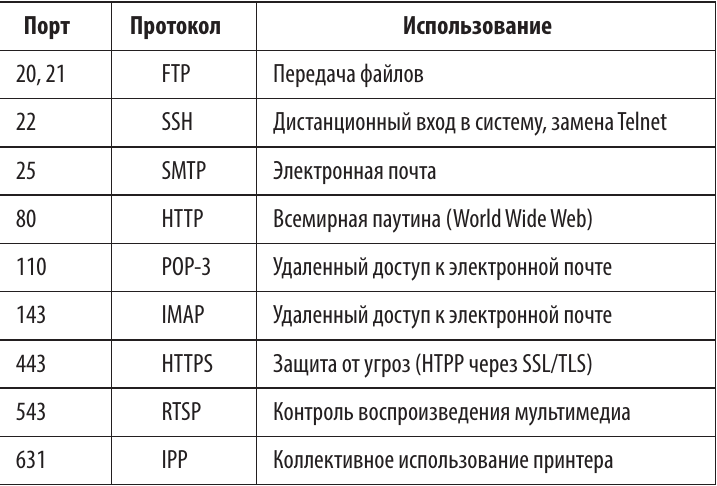 Порт Протокол Использование
20, 21 FTP Передача файлов
22 SSH Дистанционный вход в систему, замена Telnet
25 SMTP Электронная почта
80 HTTP Всемирная паутина (World Wide Web)
110 POP-3 Удаленный доступ к электронной почте
143 IMAP Удаленный доступ к электронной почте
443 HTTPS Защита от угроз (HTPP через SSL/TLS)
543 RTSP Контроль воспроизведения мультимедиа
631 IPP Коллективное использование принтера